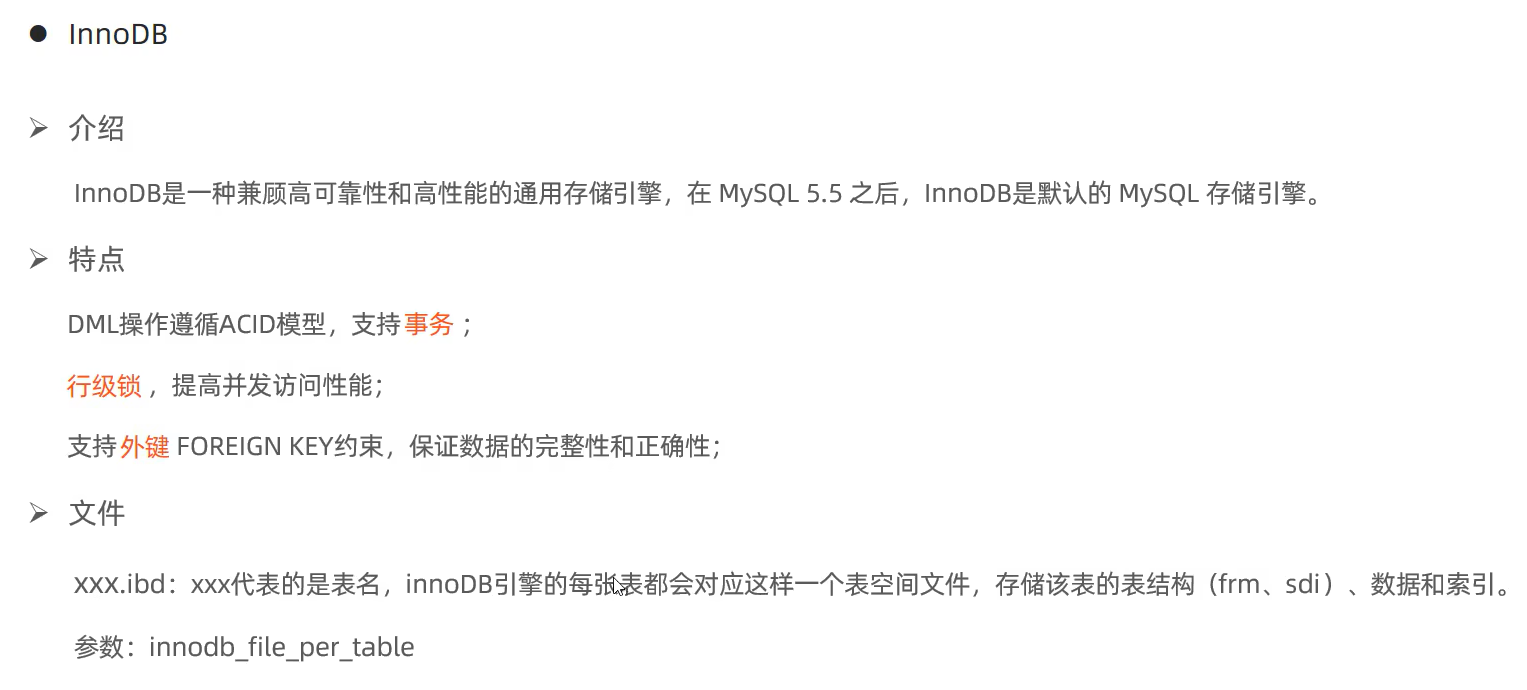 ● InnoDB
➢ 介绍
InnoDB是一种兼顾高可靠性和高性能的通用存储引擎，在 MySQL 5.5 之后，InnoDB是默认的 MySQL 存储引擎。
➢ 特点
DML操作遵循ACID模型，支持事务；
行级锁，提高并发访问性能；
支持外键 FOREIGN KEY约束，保证数据的完整性和正确性；
➢ 文件
xxx.ibd：xxx代表的是表名，innoDB引擎的每张表都会对应这样一个表空间文件，存储该表的表结构（frm、sdi）、数据和索引。
参数：innodb_file_per_table